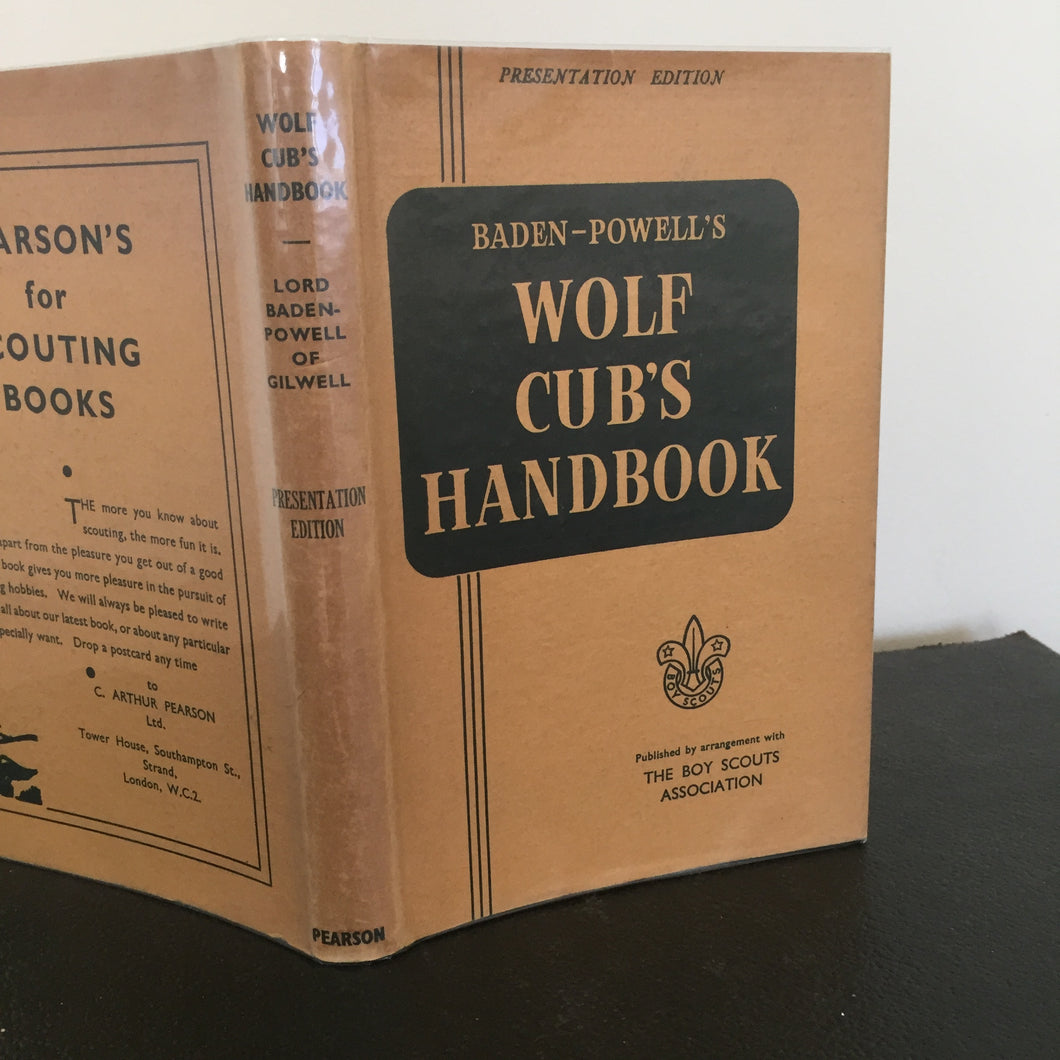 PRESENTATION EDITION
BADEN-POWELL'S
WOLF
CUB'S
HANDBOOK
BOY SCOUTS
Published by arrangement with
THE BOY SCOUTS
ASSOCIATION
WOLF
CUB'S
HANDBOOK
—
LORD
BADEN-
POWELL
OF
GILWELL
PRESENTATION
EDITION
PEARSON
ARSON'S
for
COUTING
BOOKS
THE more you know about
scouting, the more fun it is.
apart from the pleasure you get out of a good
book gives you more pleasure in the pursuit of
g hobbies. We will always be pleased to write
all about our latest book, or about any particular
pecially want. Drop a postcard any time
to
C. ARTHUR PEARSON
Ltd.
Tower House, Southampton St.,
Strand,
London, W.C.2.